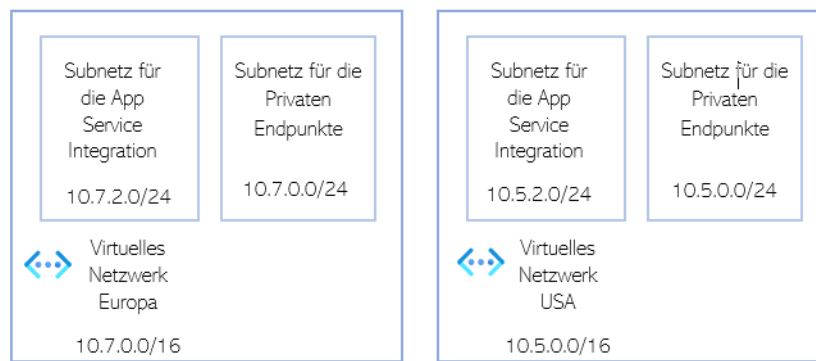 Subnetz für
die App
Service
Integration
10.7.2.0/24
Subnetz für die
Privaten
Endpunkte
10.7.0.0/24
Virtuelles
Netzwerk
Europa
10.7.0.0/16
Subnetz für
die App
Service
Integration
10.5.2.0/24
Subnetz für die
Privaten
Endpunkte
10.5.0.0/24
Virtuelles
Netzwerk
USA
10.5.0.0/16